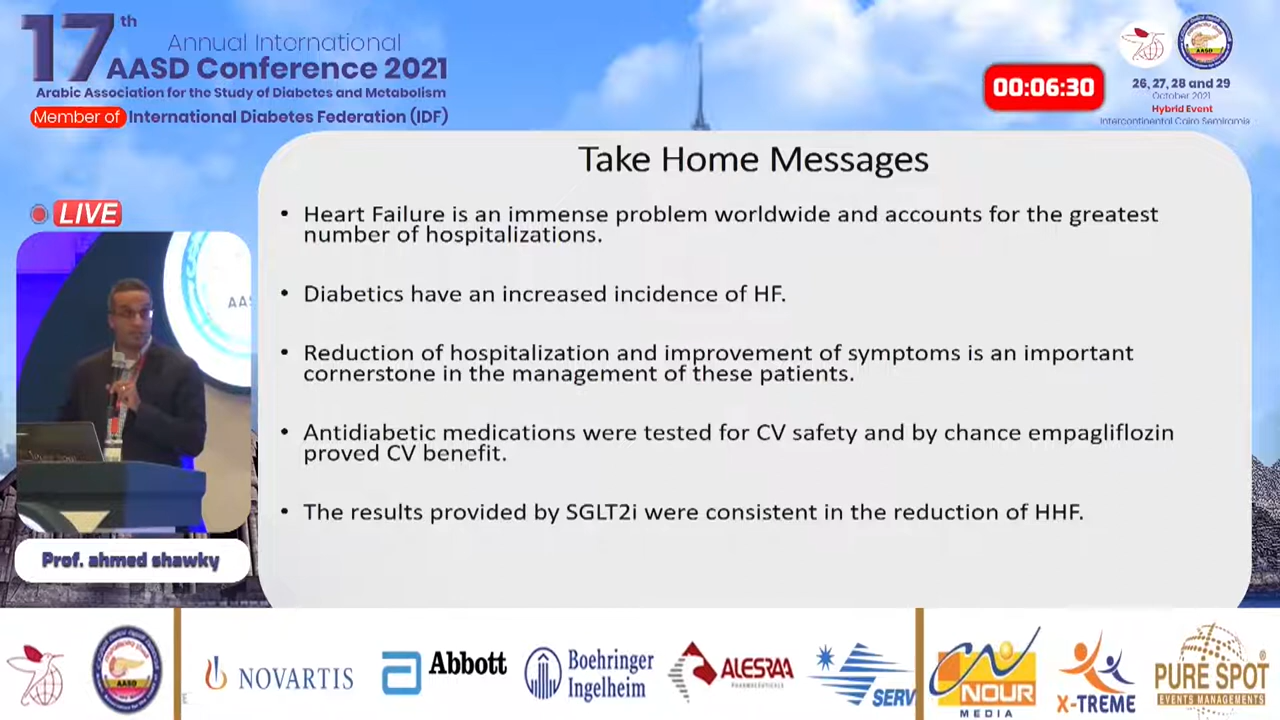 17th
Annual International
AASD Conference 2021
Arabic Association for the Study of Diabetes and Metabolism
Member of International Diabetes Federation (IDF)
00:06:30
AASD
26, 27, 28 and 29
October 2021
Hybrid Event
Intercontinental Cairo Semiramis
LIVE
AA
Prof. ahmed shawky
Take Home Messages
• Heart Failure is an immense problem worldwide and accounts for the greatest
number of hospitalizations.
• Diabetics have an increased incidence of HF.
• Reduction of hospitalization and improvement of symptoms is an important
cornerstone in the management of these patients.
• Antidiabetic medications were tested for CV safety and by chance empagliflozin
proved CV benefit.
• The results provided by SGLT2i were consistent in the reduction of HHF.
AASD
NOVARTIS
Abbott
Boehringer
Ingelheim
ALESRAA
PHARMACEUTICALS
SERV
NOUR
MEDIA
X-TREME
PURE SPOT
EVENTS MANAGEMENTS